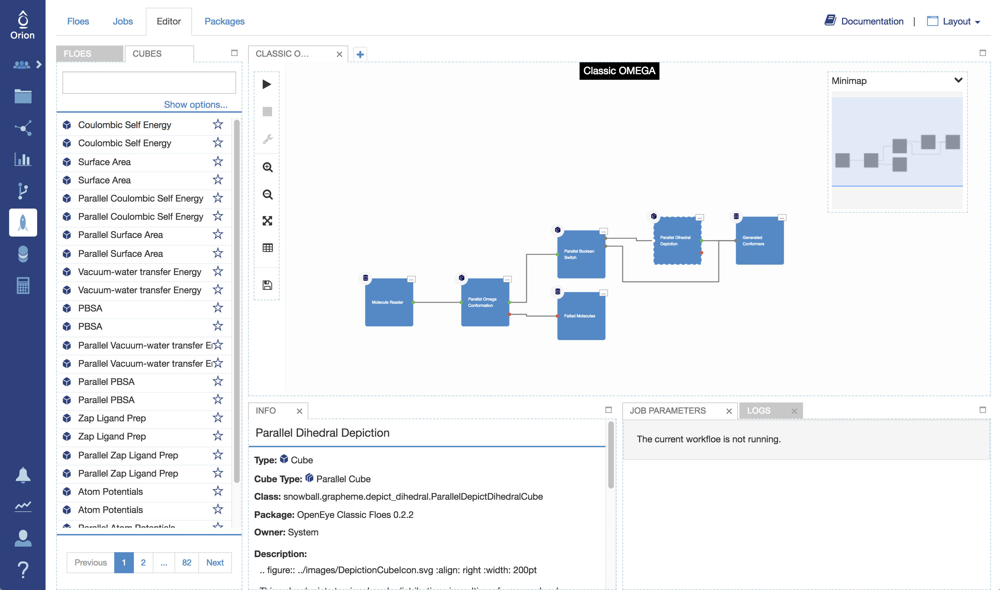 Orion
Floes
Jobs
Editor
Packages
Documentation
|
Layout
FLOES
CUBES
Show options...
Coulombic Self Energy
Coulombic Self Energy
Surface Area
Surface Area
Parallel Coulombic Self Energy
Parallel Coulombic Self Energy
Parallel Surface Area
Parallel Surface Area
Vacuum-water transfer Energy
Vacuum-water transfer Energy
PBSA
PBSA
Parallel Vacuum-water transfer E
Parallel Vacuum-water transfer E
Parallel PBSA
Parallel PBSA
Zap Ligand Prep
Zap Ligand Prep
Parallel Zap Ligand Prep
Parallel Zap Ligand Prep
Atom Potentials
Atom Potentials
Parallel Atom Potentials
Previous
1
2
...
82
Next
CLASSIC O...
Classic OMEGA
Minimap
Molecule Reader
Parallel Omega
Conformation
Parallel Boolean
Switch
Failed Molecules
Parallel Dihedral
Depiction
Generated
Conformers
INFO
Parallel Dihedral Depiction
Type: Cube
Cube Type: Parallel Cube
Class: snowball.grapheme.depict_dihedral.ParallelDepictDihedralCube
Package: OpenEye Classic Floes 0.2.2
Owner: System
Description:
.. figure:: ../images/DepictionCubeIcon.svg :align: right :width: 200pt
JOB PARAMETERS
LOGS
The current workfloe is not running.